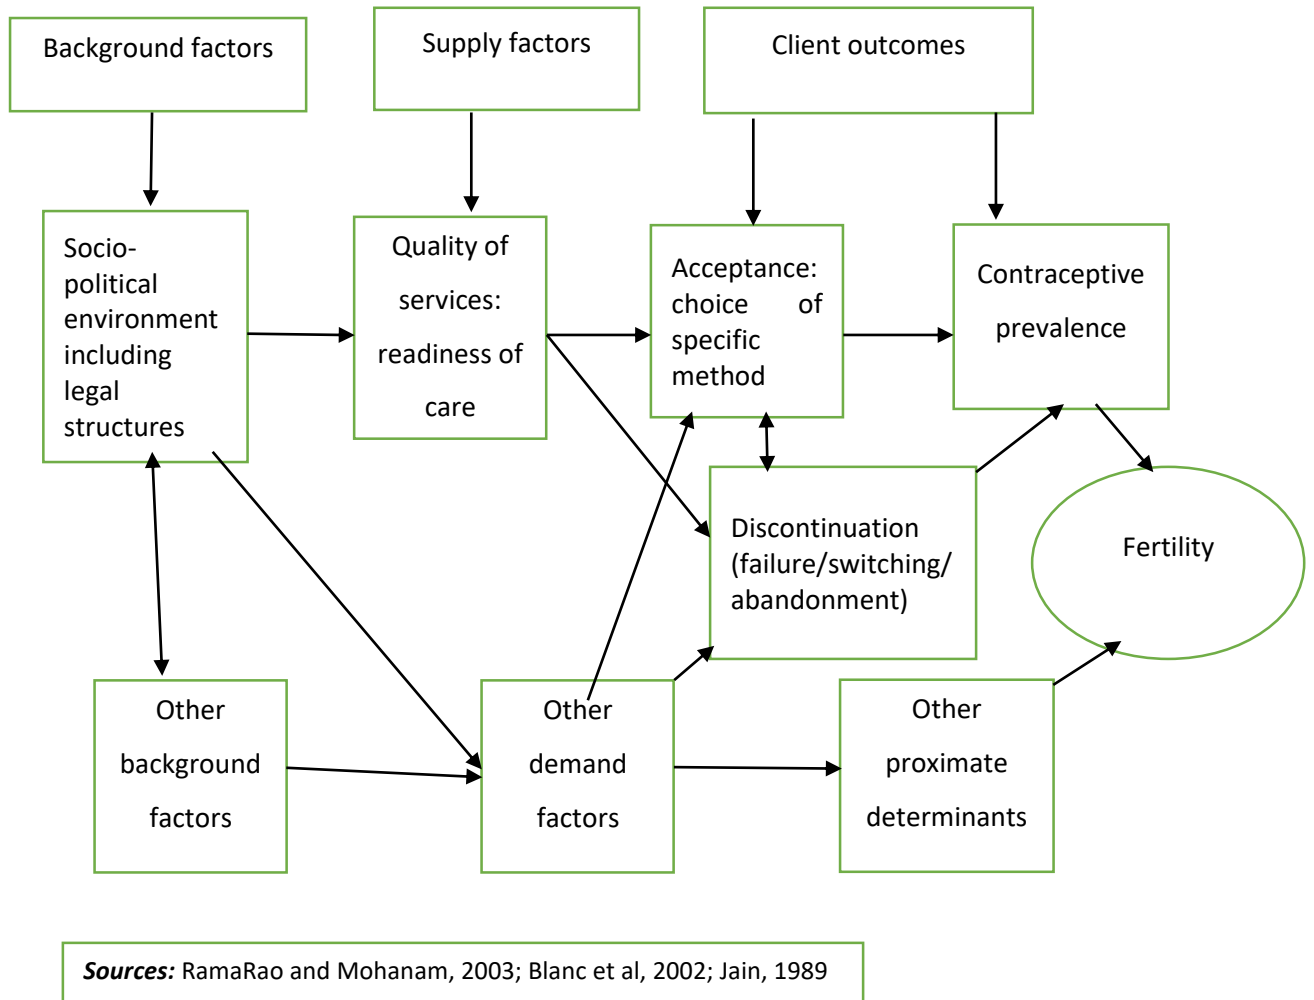 Background factors
Supply factors
Client outcomes
Socio-
political
environment
including
legal
structures
Quality of
services:
readiness of
care
Acceptance:
choice of
specific
method
Contraceptive
prevalence
Discontinuation
(failure/switching/
abandonment)
Fertility
Other
background
factors
Other
demand
factors
Other
proximate
determinants
Sources: RamaRao and Mohanam, 2003; Blanc et al, 2002; Jain, 1989